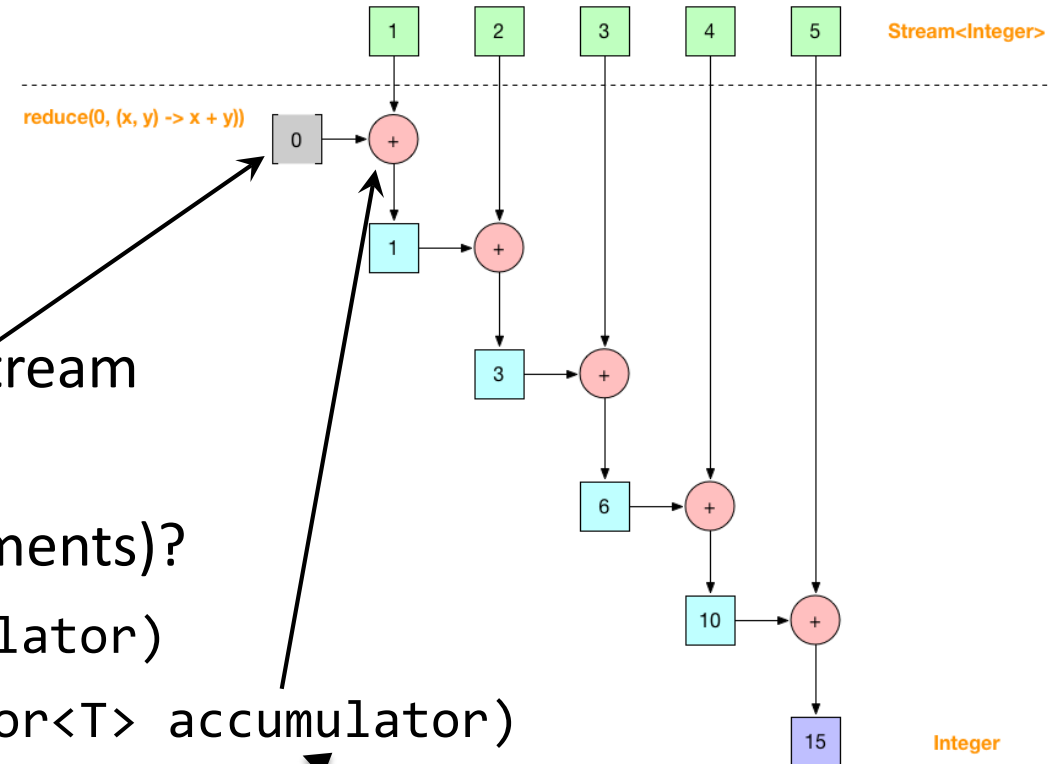 1 2 3 4 5 Stream<Integer>
reduce(0, (x, y) -> x + y))
0 +
1 +
tream
3 +
6 +
ments)?
10 +
lator)
or<T> accumulator)
15 Integer